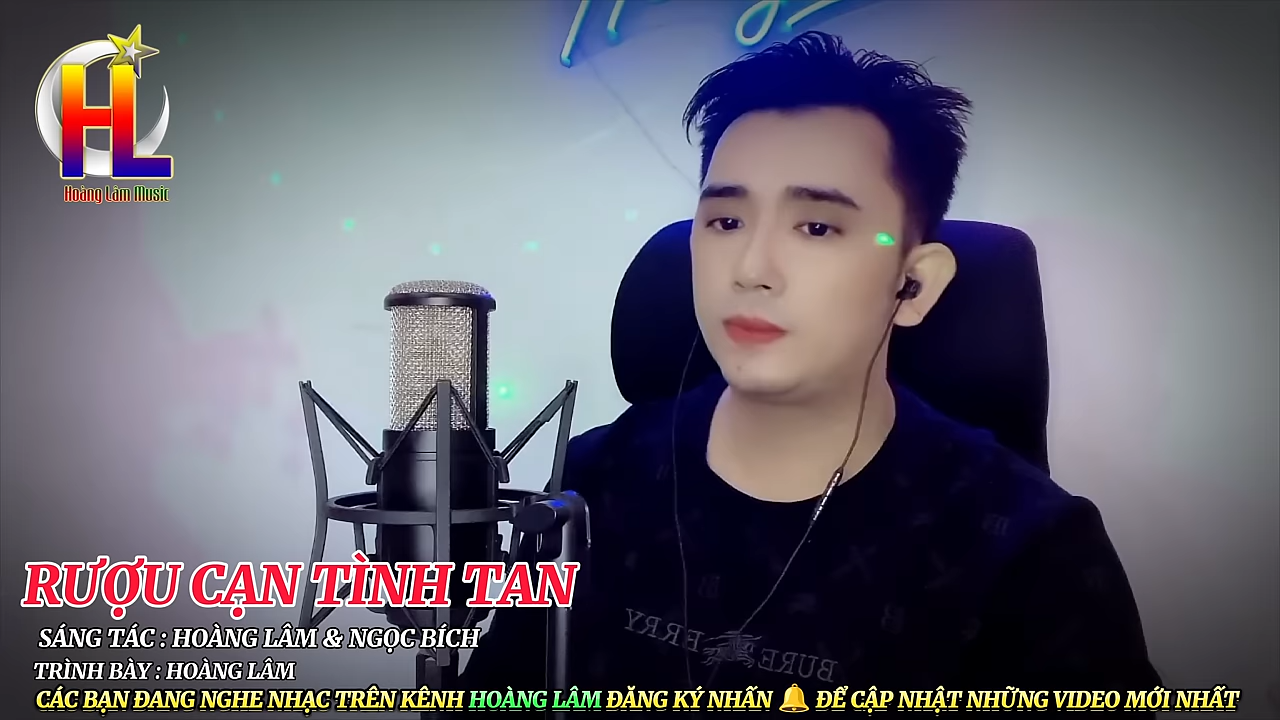 HL
Hoàng Lâm Music
BURBERRY
RƯỢU CẠN TÌNH TAN
SÁNG TÁC : HOÀNG LÂM & NGỌC BÍCH
TRÌNH BÀY : HOÀNG LÂM
CÁC BẠN ĐANG NGHE NHẠC TRÊN KÊNH HOÀNG LÂM ĐĂNG KÝ NHẤN 🔔 ĐỂ CẬP NHẬT NHỮNG VIDEO MỚI NHẤT